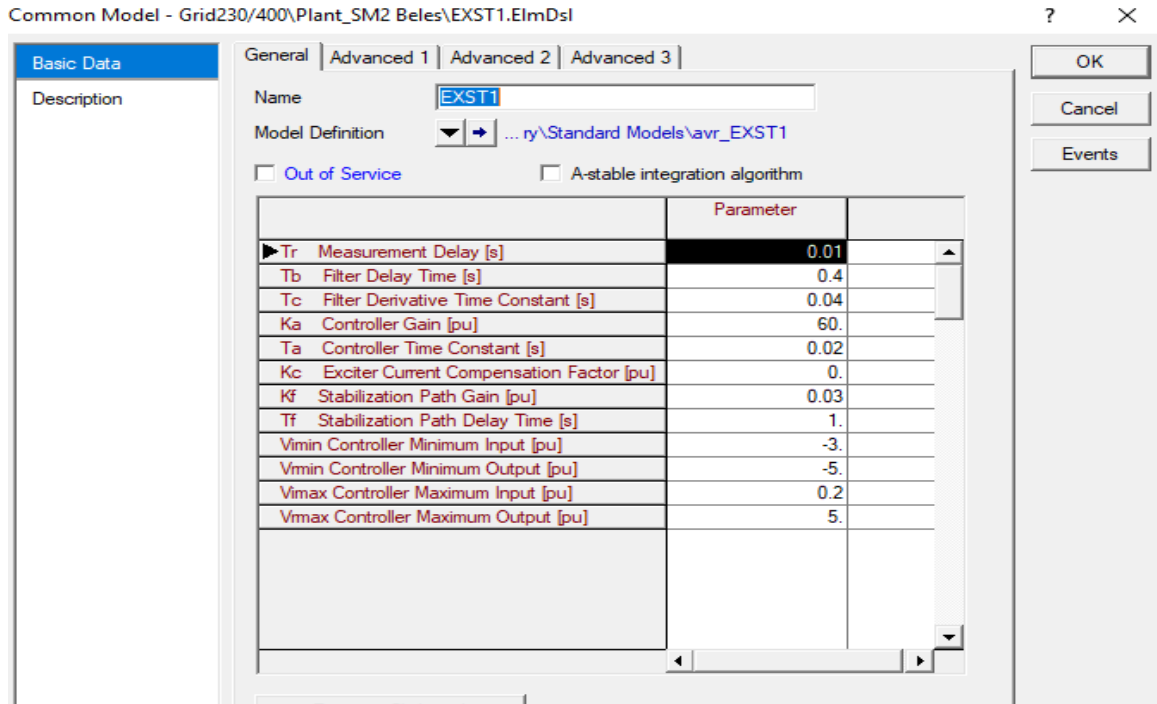 Common Model - Grid230/400\Plant_SM2 Beles\EXST1.ElmDsl ? ×
Basic Data
Description
General Advanced 1 Advanced 2 Advanced 3
Name EXST1
Model Definition ... ry\Standard Models\avr_EXST1
Out of Service A-stable integration algorithm
Parameter
Tr Measurement Delay [s] 0.01
Tb Filter Delay Time [s] 0.4
Tc Filter Derivative Time Constant [s] 0.04
Ka Controller Gain [pu] 60.
Ta Controller Time Constant [s] 0.02
Kc Exciter Current Compensation Factor [pu] 0.
Kf Stabilization Path Gain [pu] 0.03
Tf Stabilization Path Delay Time [s] 1.
Vimin Controller Minimum Input [pu] -3.
Vrmin Controller Minimum Output [pu] -5.
Vimax Controller Maximum Input [pu] 0.2
Vrmax Controller Maximum Output [pu] 5.
OK
Cancel
Events